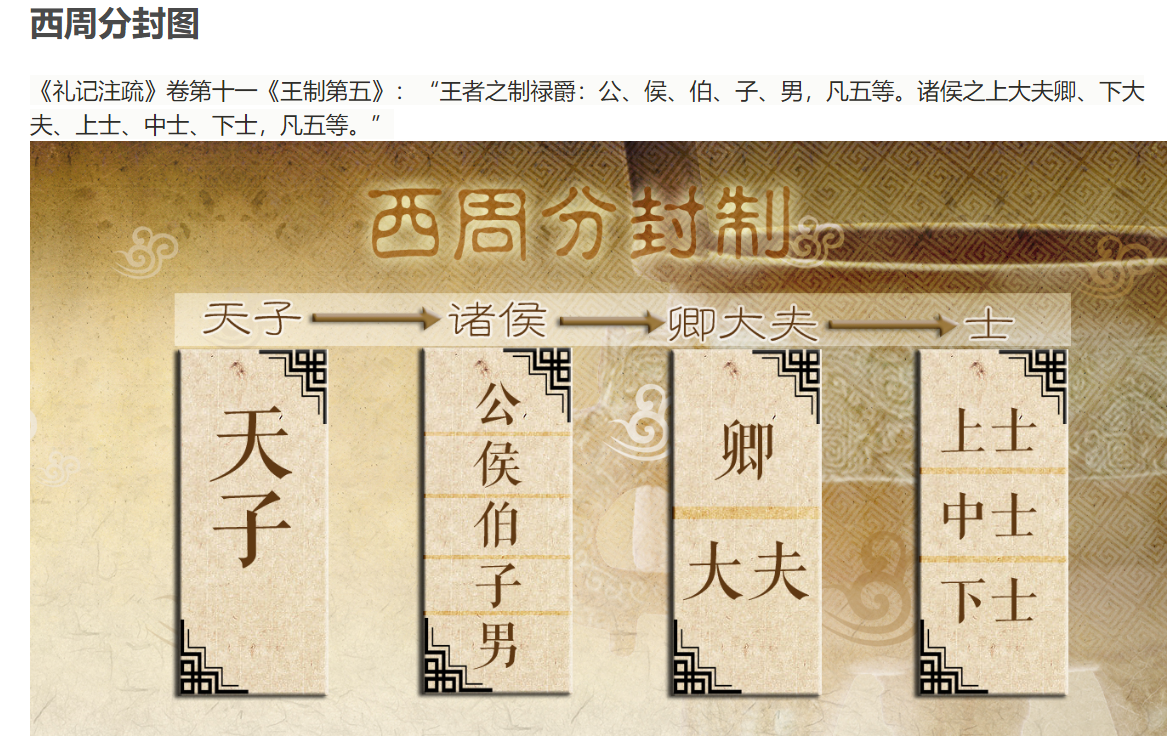 西周分封图
《礼记注疏》卷第十一《王制第五》：“王者之制禄爵：公、侯、伯、子、男，凡五等。诸侯之上大夫卿、下大
夫、上士、中士、下士，凡五等。”
西周分封制
天子 诸侯 卿大夫 士
天子
公
侯
伯
子
男
卿
大夫
上士
中士
下士